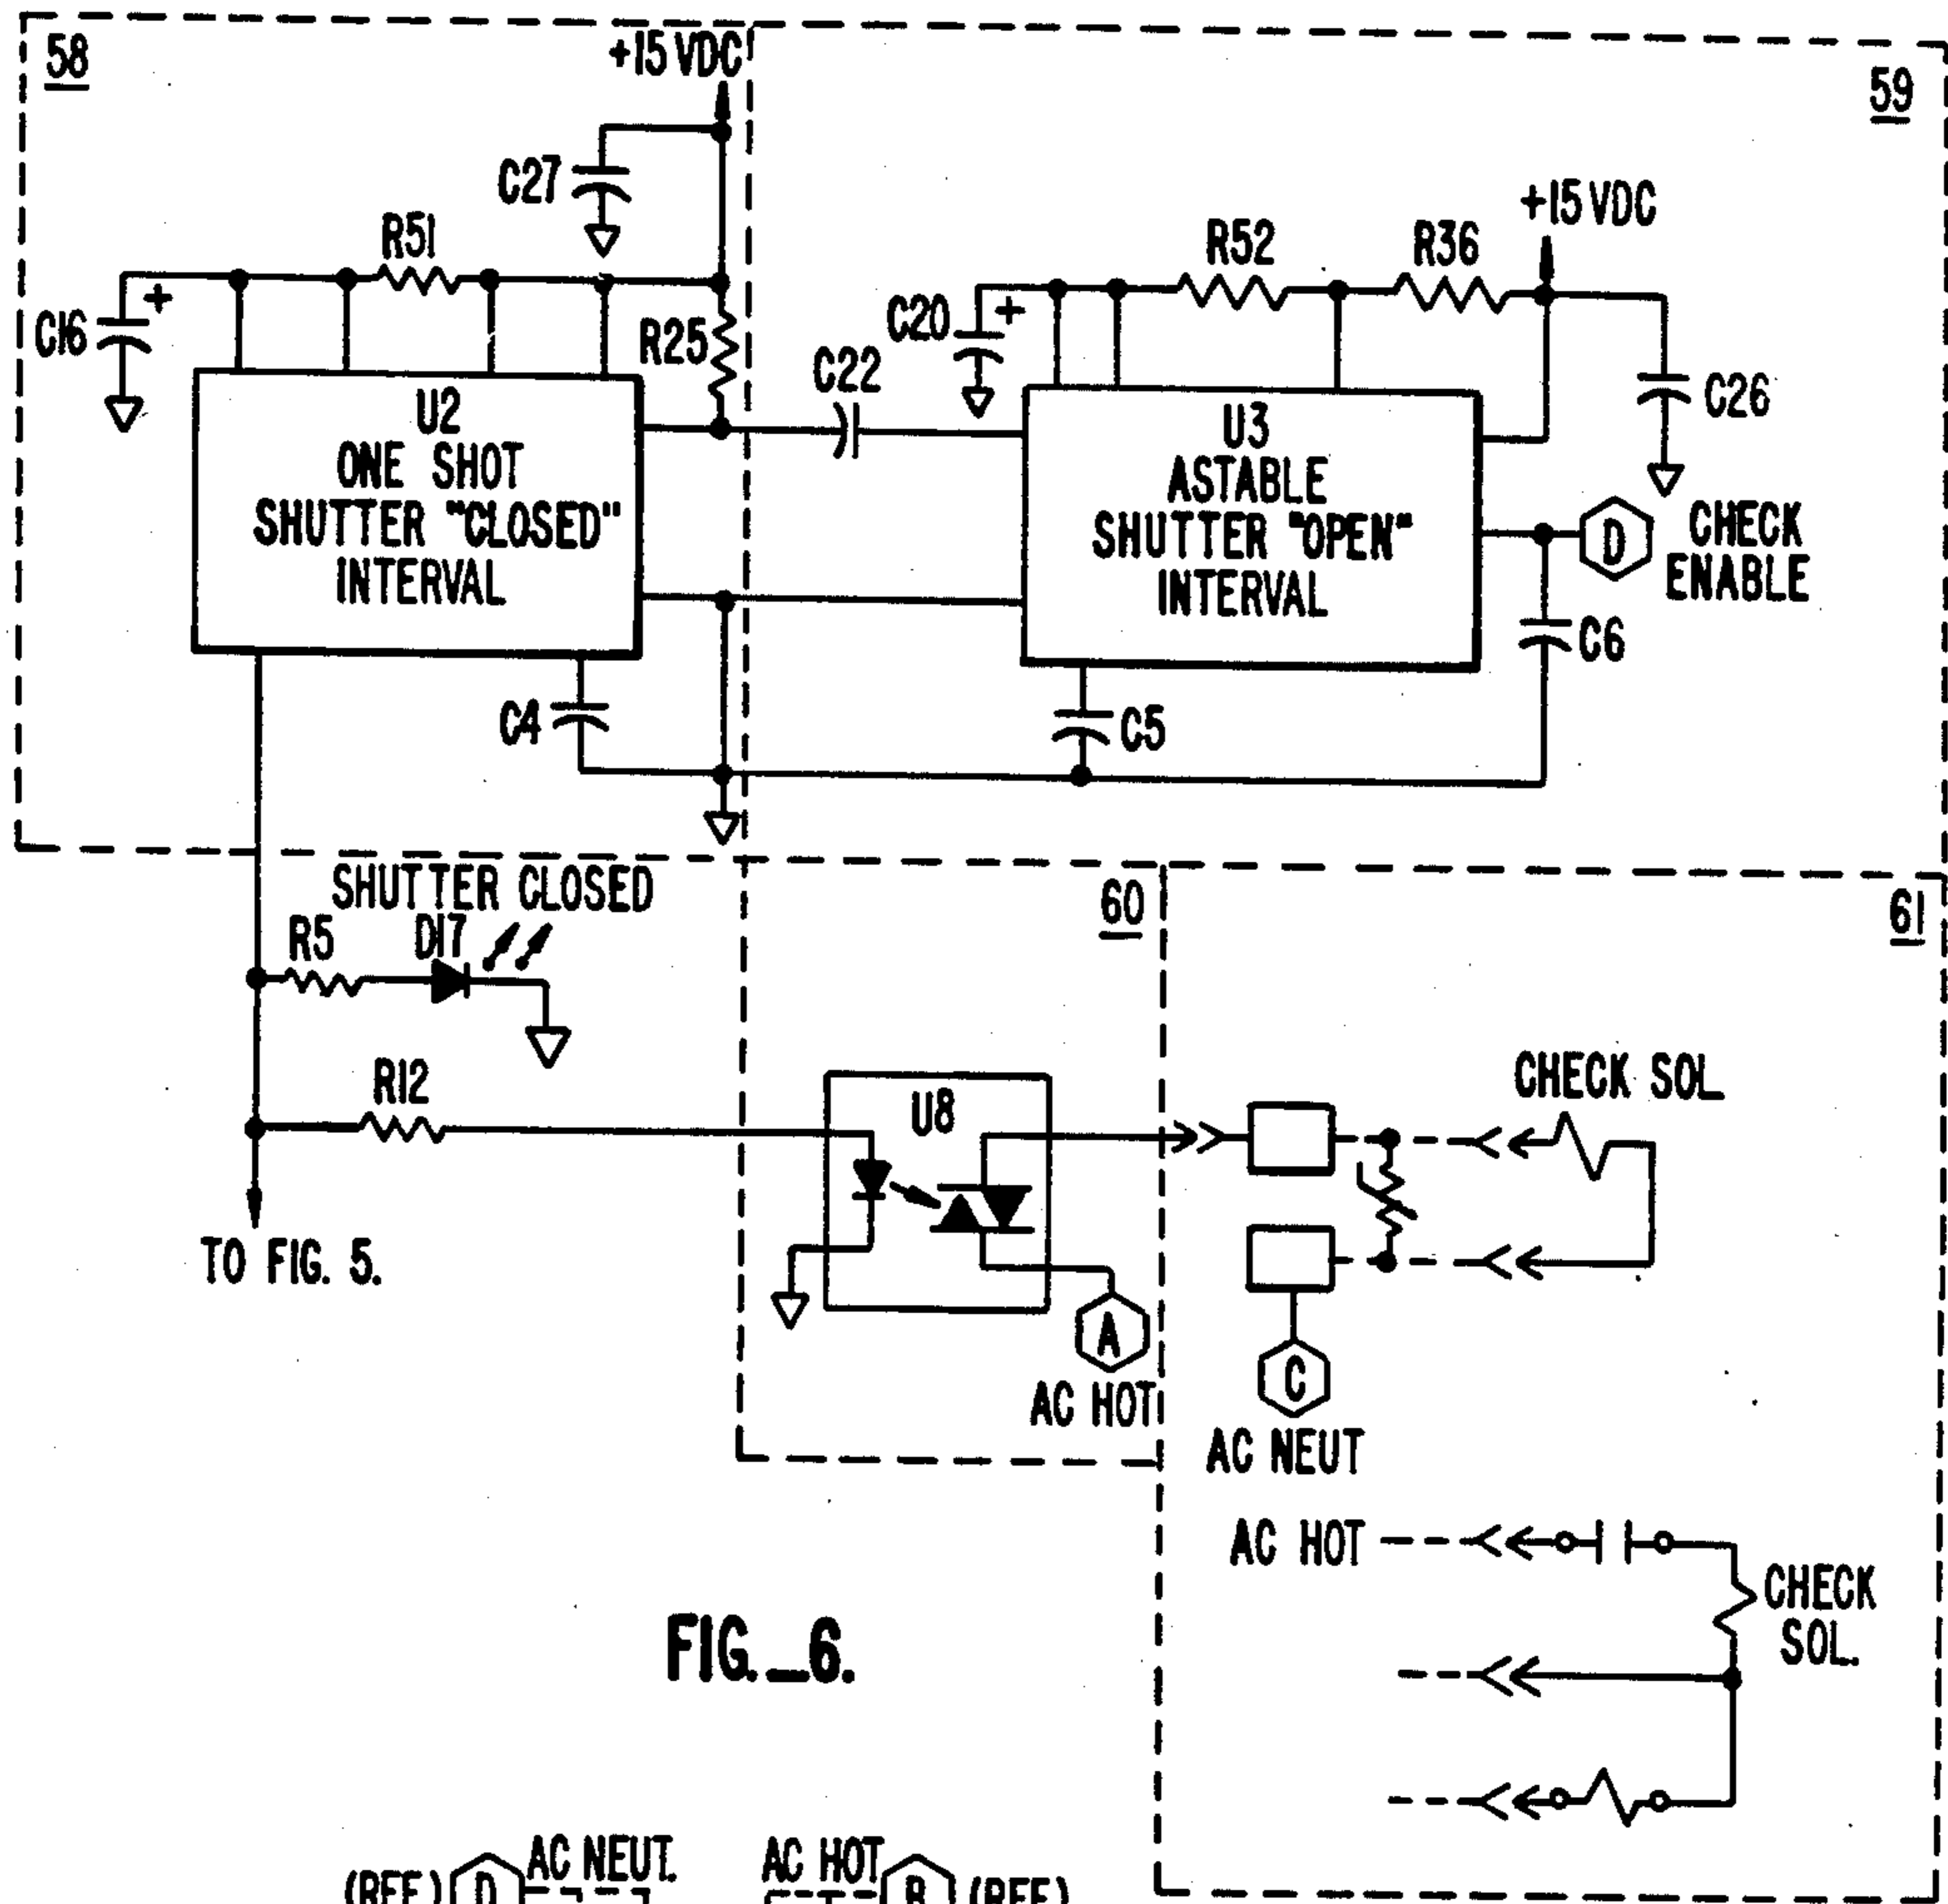 58
+15 VDC
59
C27
+15 VDC
R51
R52
R36
C16
+
R25
C20
+
C22
C26
U2
ONE SHOT
SHUTTER "CLOSED"
INTERVAL
U3
ASTABLE
SHUTTER "OPEN"
INTERVAL
D
CHECK
ENABLE
C4
C5
C6
SHUTTER CLOSED
60
61
R5
D17
R12
U8
CHECK SOL
TO FIG. 5.
A
AC HOT
C
AC NEUT
AC HOT
CHECK
SOL.
FIG._6.
(REF) D AC NEUT.
AC HOT B (REF)